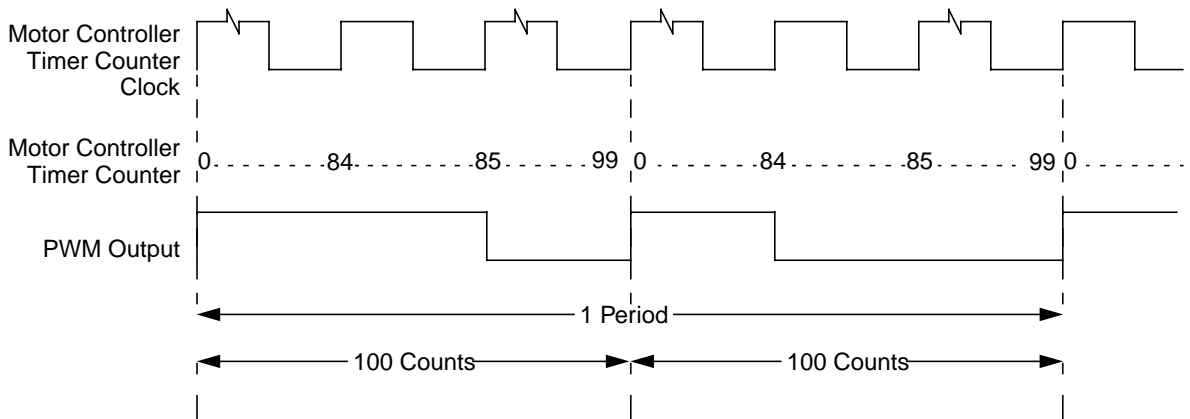 Motor Controller
Timer Counter
Clock
Motor Controller
Timer Counter
0 84 85 99 0 84 85 99 0
PWM Output
1 Period
100 Counts 100 Counts